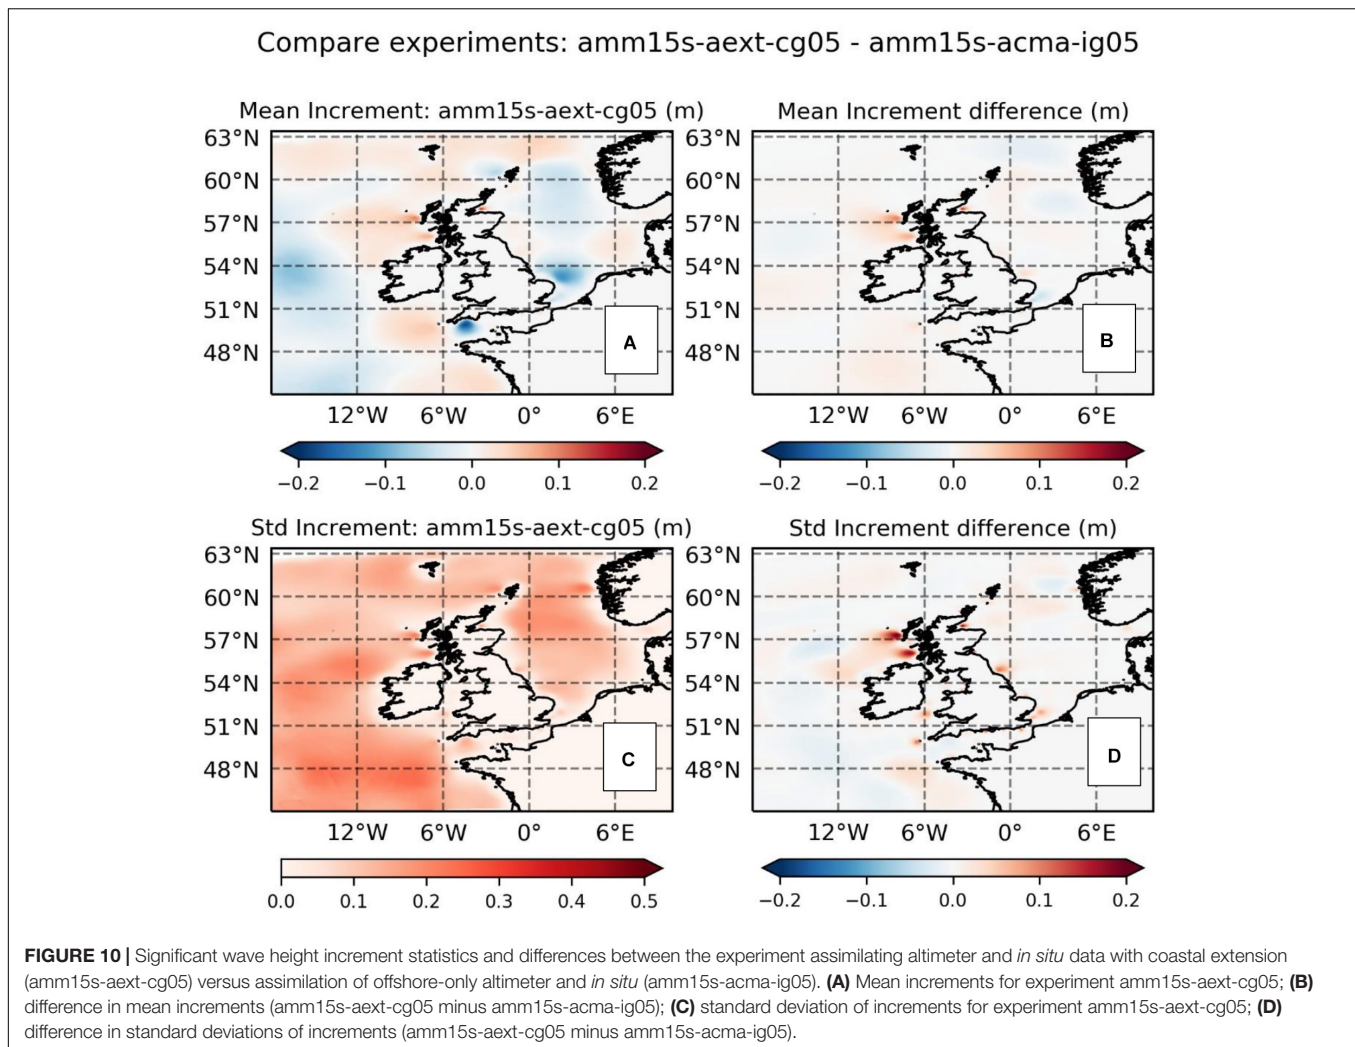 Compare experiments: amm15s-aext-cg05 - amm15s-acma-ig05
Mean Increment: amm15s-aext-cg05 (m)
63°N
60°N
57°N
54°N
51°N
48°N
A
12°W 6°W 0° 6°E
−0.2 −0.1 0.0 0.1 0.2
Mean Increment difference (m)
63°N
60°N
57°N
54°N
51°N
48°N
B
12°W 6°W 0° 6°E
−0.2 −0.1 0.0 0.1 0.2
Std Increment: amm15s-aext-cg05 (m)
63°N
60°N
57°N
54°N
51°N
48°N
C
12°W 6°W 0° 6°E
0.0 0.1 0.2 0.3 0.4 0.5
Std Increment difference (m)
63°N
60°N
57°N
54°N
51°N
48°N
D
12°W 6°W 0° 6°E
−0.2 −0.1 0.0 0.1 0.2
FIGURE 10 | Significant wave height increment statistics and differences between the experiment assimilating altimeter and in situ data with coastal extension
(amm15s-aext-cg05) versus assimilation of offshore-only altimeter and in situ (amm15s-acma-ig05). (A) Mean increments for experiment amm15s-aext-cg05; (B)
difference in mean increments (amm15s-aext-cg05 minus amm15s-acma-ig05); (C) standard deviation of increments for experiment amm15s-aext-cg05; (D)
difference in standard deviations of increments (amm15s-aext-cg05 minus amm15s-acma-ig05).